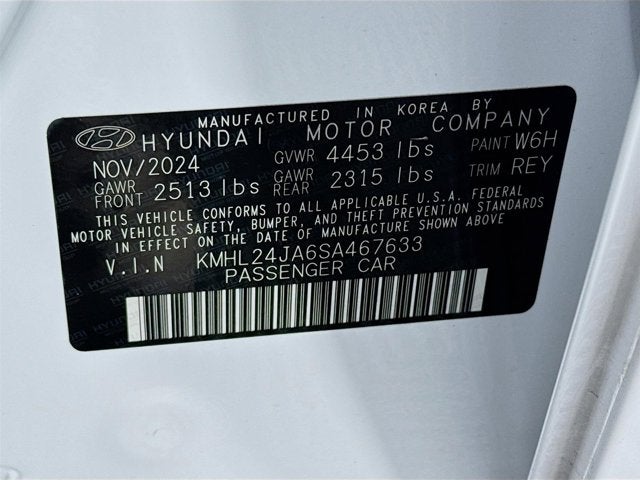 MANUFACTURED IN KOREA BY
HYUNDAI MOTOR COMPANY
NOV/2024 GVWR 4453 lbs PAINT W6H
GAWR FRONT 2513 lbs GAWR REAR 2315 lbs TRIM REY
THIS VEHICLE CONFORMS TO ALL APPLICABLE U.S.A. FEDERAL
MOTOR VEHICLE SAFETY, BUMPER, AND THEFT PREVENTION STANDARDS
IN EFFECT ON THE DATE OF MANUFACTURE SHOWN ABOVE
V.I.N KMHL24JA6SA467633
PASSENGER CAR